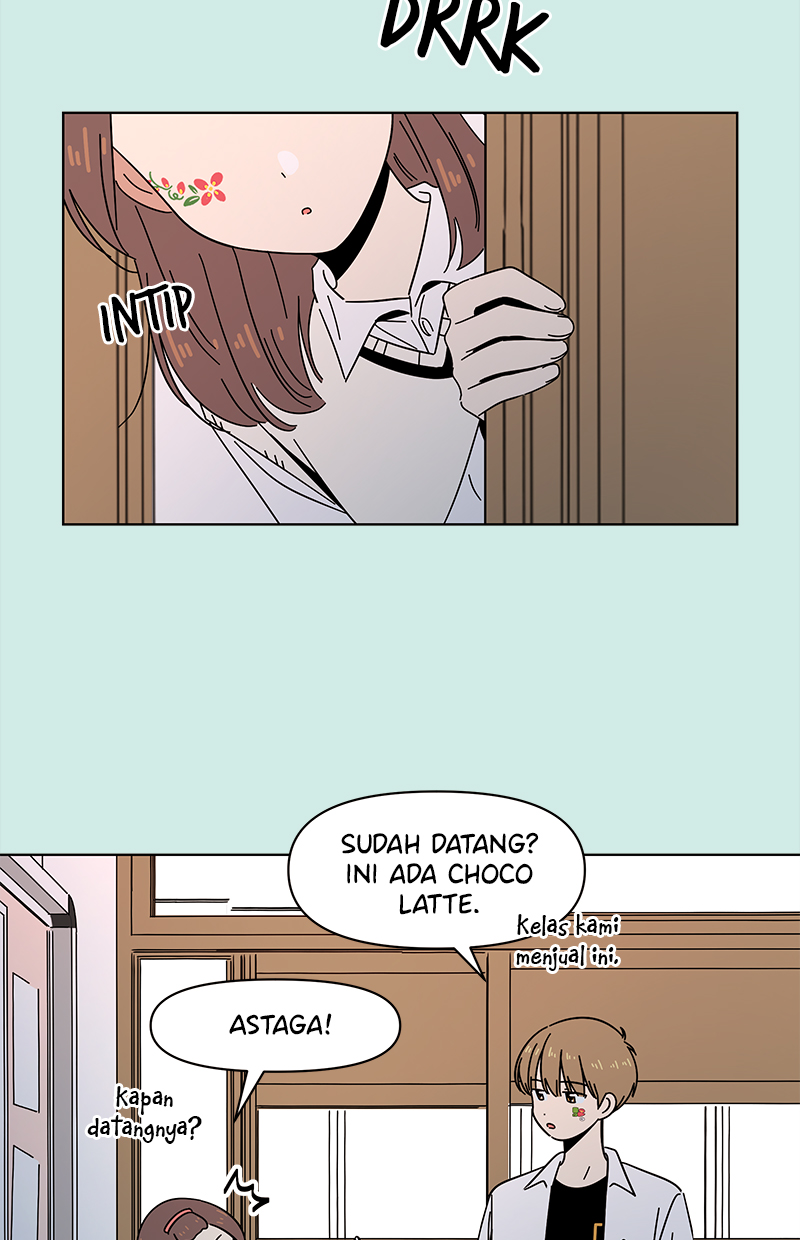 DRRK
INTIP
SUDAH DATANG?
INI ADA CHOCO
LATTE.
Kelas kami
menjual ini.
ASTAGA!
kapan
datangnya?